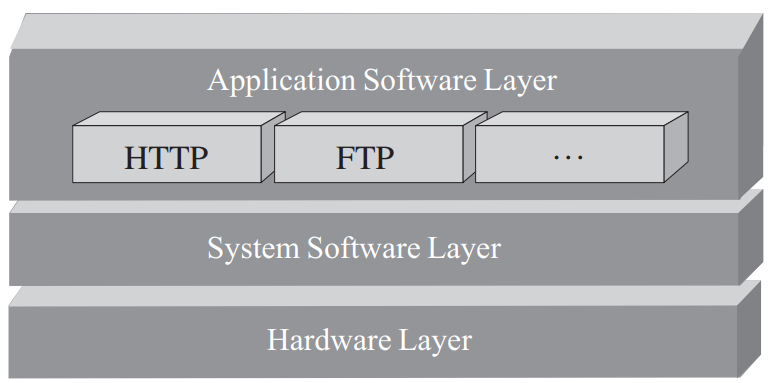 Application Software Layer
HTTP FTP ...
System Software Layer
Hardware Layer